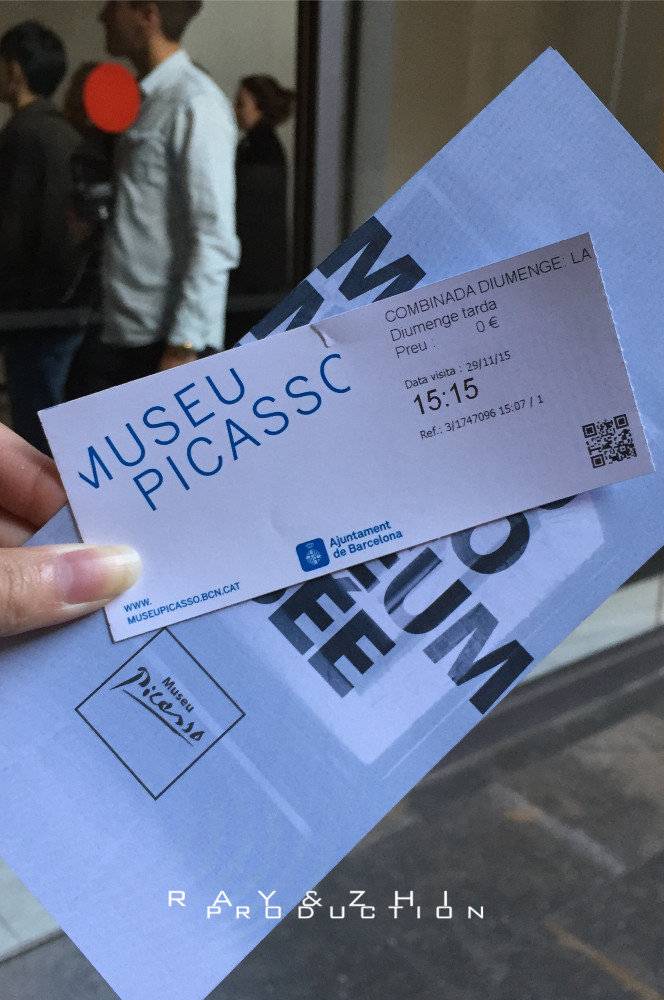 MUSEU
PICASSO
COMBINADA DIUMENGE: LA
Diumenge tarda
Preu : 0 €
Data visita : 29/11/15
15:15
Ref.: 3/1747096 15:07 / 1
Ajuntament
de Barcelona
WWW.
MUSEUPICASSO.BCN.CAT
Museu
Picasso
RAY&ZHI
PRODUCTION